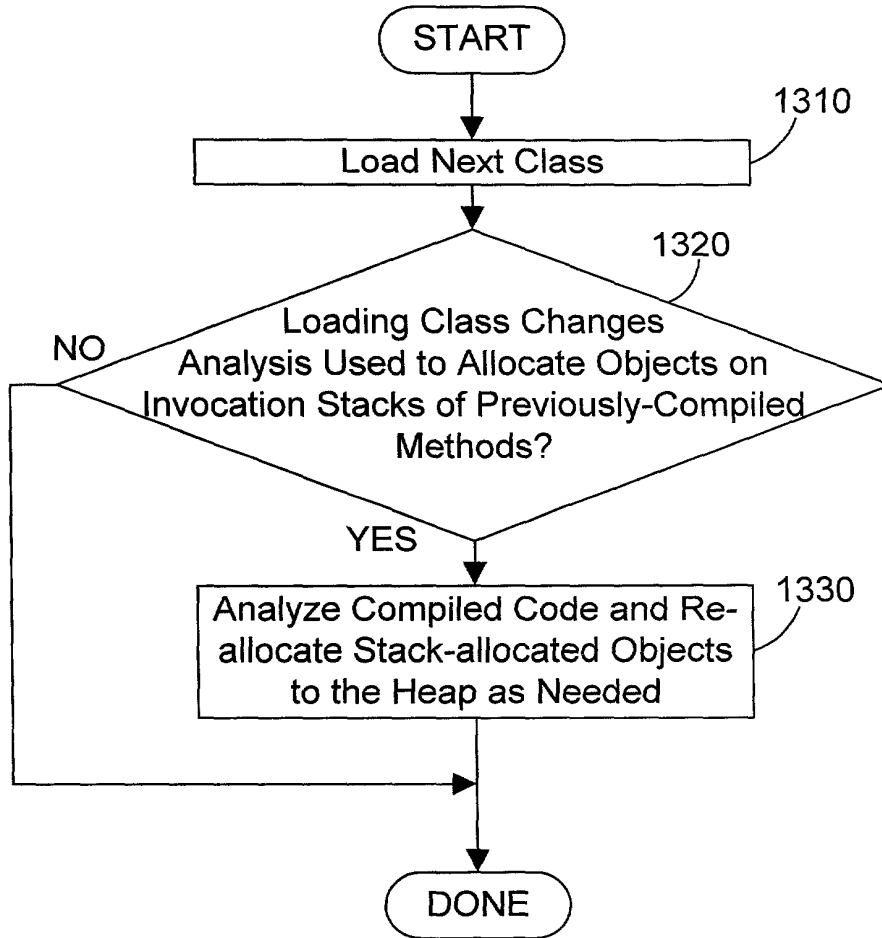 START
1310
Load Next Class
1320
Loading Class Changes
NO
Analysis Used to Allocate Objects on
Invocation Stacks of Previously-Compiled
Methods?
YES
1330
Analyze Compiled Code and Re-
allocate Stack-allocated Objects
to the Heap as Needed
DONE